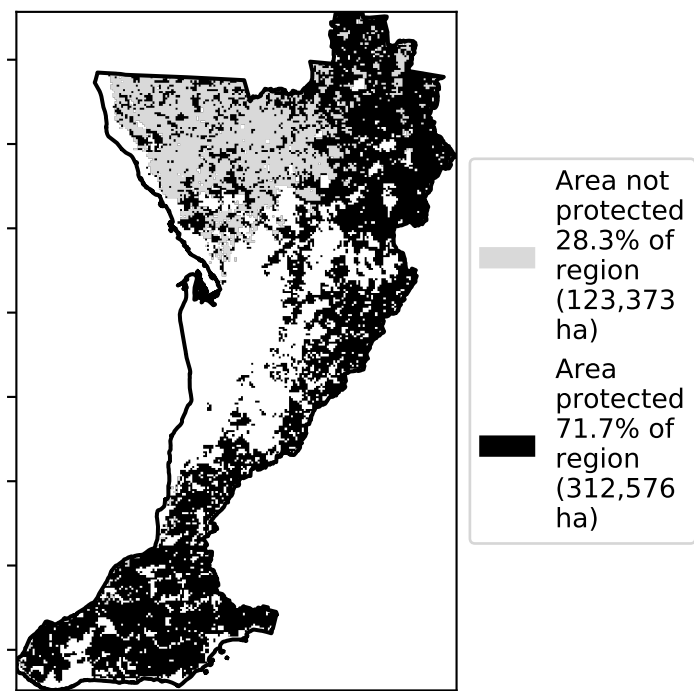 Area not
protected
28.3% of
region
(123,373
ha)
Area
protected
71.7% of
region
(312,576
ha)